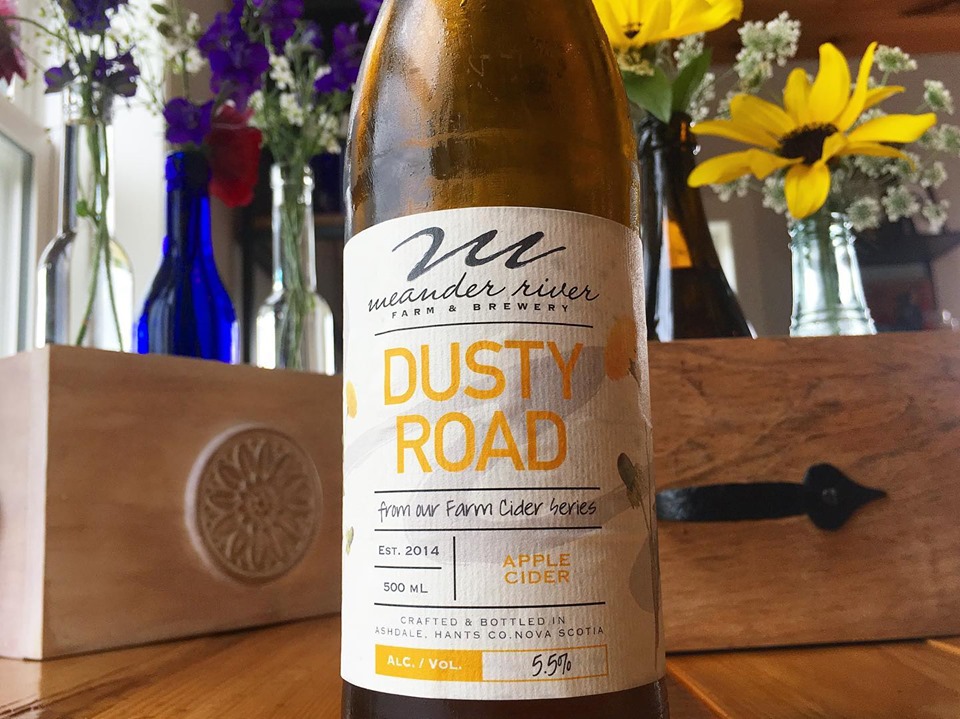 meander river
FARM & BREWERY
DUSTY
ROAD
from our Farm Cider Series
EST. 2014
500 mL
APPLE
CIDER
CRAFTED & BOTTLED IN
ASHDALE, HANTS CO. NOVA SCOTIA
ALC. / VOL. 5.5%